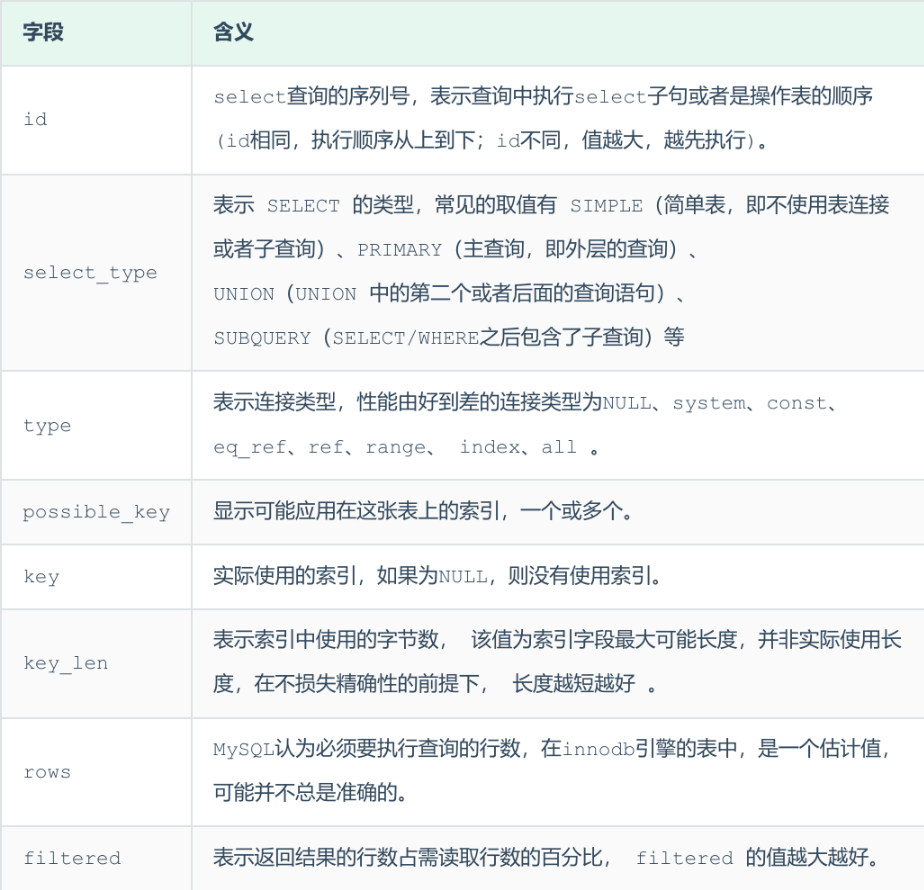 字段 含义
id
select查询的序列号，表示查询中执行select子句或者是操作表的顺序
(id相同，执行顺序从上到下；id不同，值越大，越先执行)。
select_type
表示 SELECT 的类型，常见的取值有 SIMPLE（简单表，即不使用表连接
或者子查询）、PRIMARY（主查询，即外层的查询）、
UNION（UNION 中的第二个或者后面的查询语句）、
SUBQUERY（SELECT/WHERE之后包含了子查询）等
type
表示连接类型，性能由好到差的连接类型为NULL、system、const、
eq_ref、ref、range、 index、all 。
possible_key 显示可能应用在这张表上的索引，一个或多个。
key 实际使用的索引，如果为NULL，则没有使用索引。
key_len
表示索引中使用的字节数， 该值为索引字段最大可能长度，并非实际使用长
度，在不损失精确性的前提下， 长度越短越好 。
rows
MySQL认为必须要执行查询的行数，在innodb引擎的表中，是一个估计值，
可能并不总是准确的。
filtered 表示返回结果的行数占需读取行数的百分比， filtered 的值越大越好。